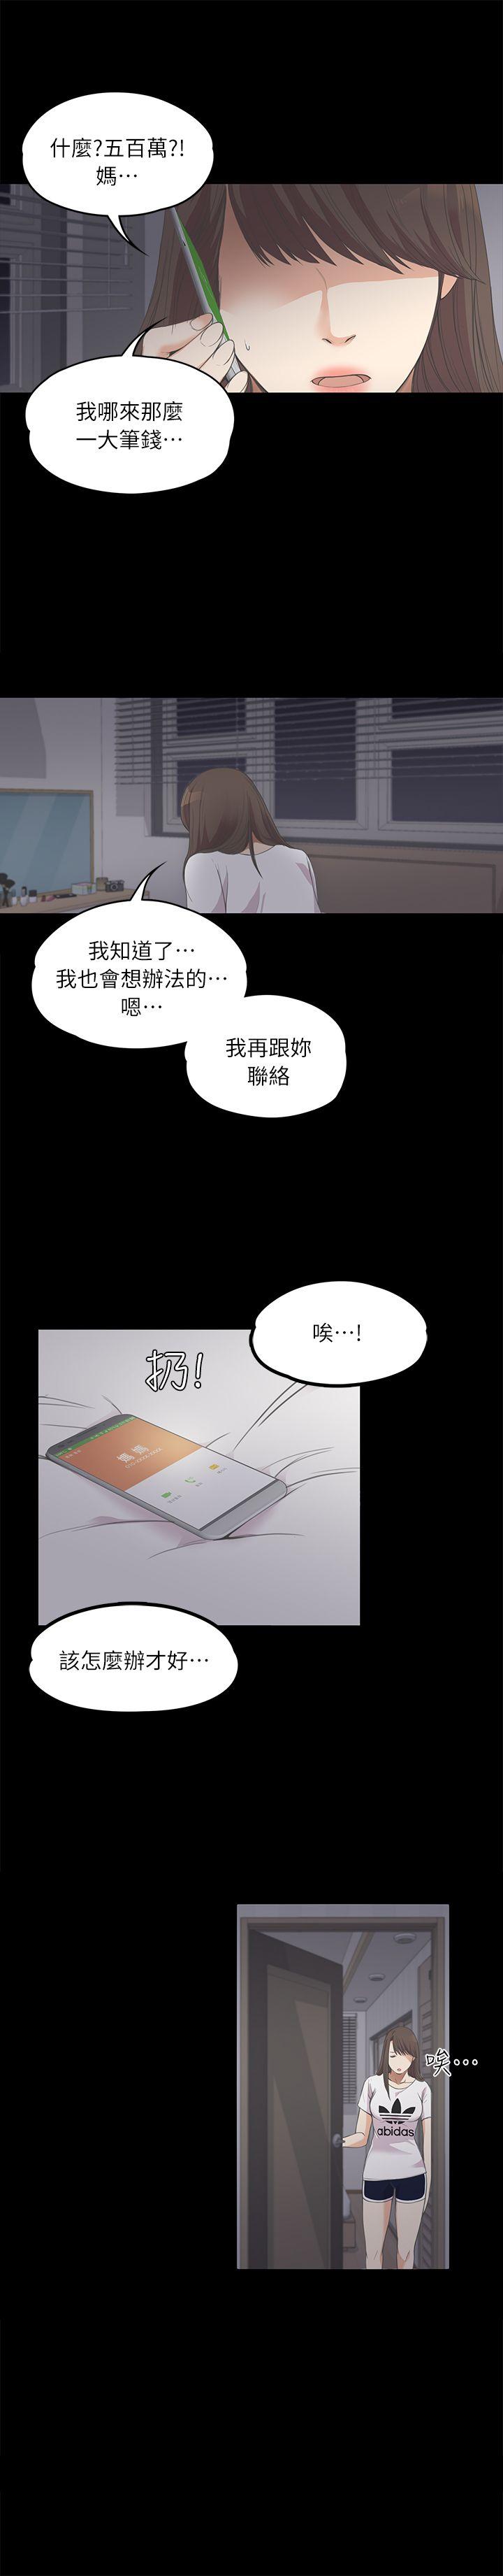 什麼?五百萬?!
媽⋯
我哪來那麼
一大筆錢⋯
我知道了⋯
我也會想辦法的⋯
嗯⋯
我再跟妳
聯絡
唉⋯!
扔!
媽媽
該怎麼辦才好⋯
唉⋯
abidas